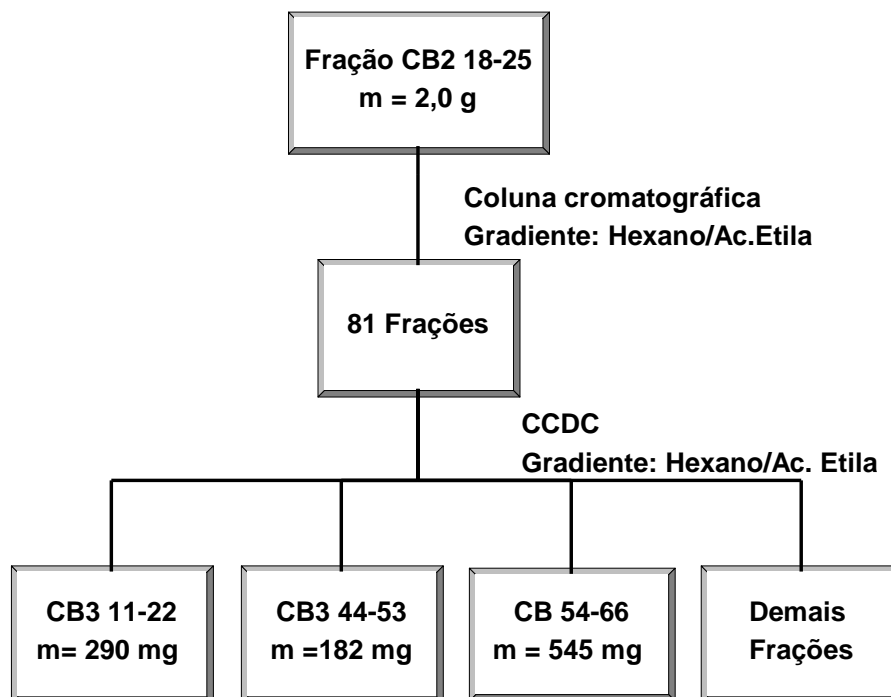 Fração CB2 18-25
m = 2,0 g
Coluna cromatográfica
Gradiente: Hexano/Ac.Etila
81 Frações
CCDC
Gradiente: Hexano/Ac. Etila
CB3 11-22
m= 290 mg
CB3 44-53
m =182 mg
CB 54-66
m = 545 mg
Demais
Frações